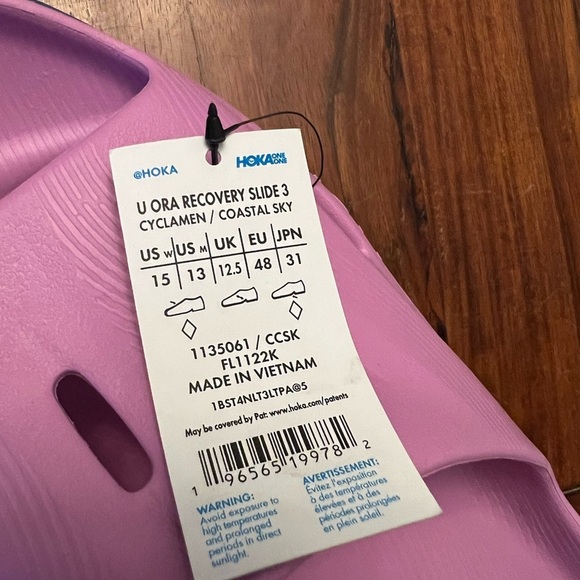 @HOKA
HOKA ONE ONE
U ORA RECOVERY SLIDE 3
CYCLAMEN / COASTAL SKY
US W US M UK EU JPN
15 13 12.5 48 31
1135061 / CCSK
FL1122K
MADE IN VIETNAM
1BST4NLT3LTPA@5
May be covered by Pat: www.hoka.com/patents
1 96565 19978 2
WARNING:
Avoid exposure to
high temperatures
and prolonged
periods in direct
sunlight.
AVERTISSEMENT:
Évitez l'exposition
à des températures
élevées et à des
périodes prolongées
en plein soleil.